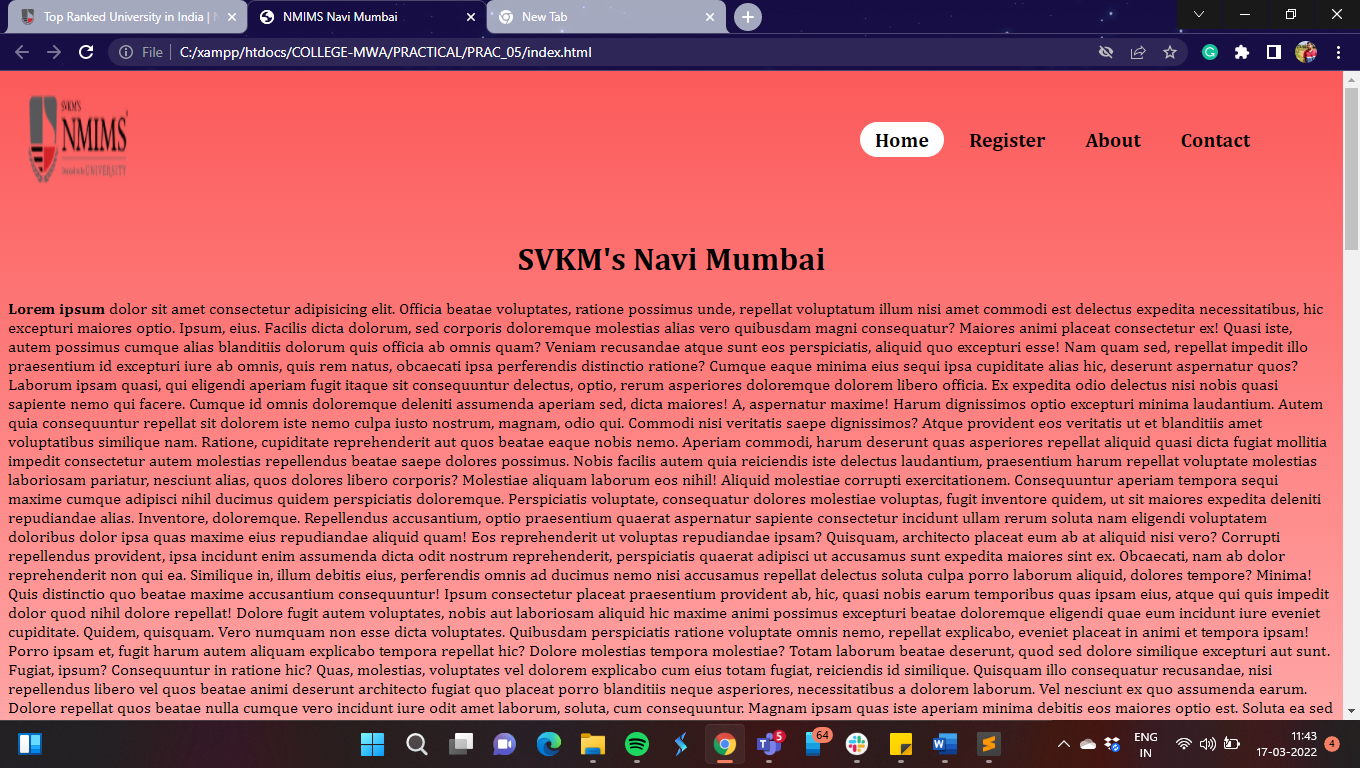 Top Ranked University in India |
NMIMS Navi Mumbai
New Tab
File
C:/xampp/htdocs/COLLEGE-MWA/PRACTICAL/PRAC_05/index.html
SVKM'S
NMIMS
UNIVERSITY
Home
Register
About
Contact
SVKM's Navi Mumbai
Lorem ipsum dolor sit amet consectetur adipisicing elit. Officia beatae voluptates, ratione possimus unde, repellat voluptatum illum nisi amet commodi est delectus expedita necessitatibus, hic
excepturi maiores optio. Ipsum, eius. Facilis dicta dolorum, sed corporis doloremque molestias alias vero quibusdam magni consequatur? Maiores animi placeat consectetur ex! Quasi iste,
autem possimus cumque alias blanditiis dolorum quis officia ab omnis quam? Veniam recusandae atque sunt eos perspiciatis, aliquid quo excepturi esse! Nam quam sed, repellat impedit illo
praesentium id excepturi iure ab omnis, quis rem natus, obcaecati ipsa perferendis distinctio ratione? Cumque eaque minima eius sequi ipsa cupiditate alias hic, deserunt aspernatur quos?
Laborum ipsam quasi, qui eligendi aperiam fugit itaque sit consequuntur delectus, optio, rerum asperiores doloremque dolorem libero officia. Ex expedita odio delectus nisi nobis quasi
sapiente nemo qui facere. Cumque id omnis doloremque deleniti assumenda aperiam sed, dicta maiores! A, aspernatur maxime! Harum dignissimos optio excepturi minima laudantium. Autem
quia consequuntur repellat sit dolorem iste nemo culpa iusto nostrum, magnam, odio qui. Commodi nisi veritatis saepe dignissimos? Atque provident eos veritatis ut et blanditiis amet
voluptatibus similique nam. Ratione, cupiditate reprehenderit aut quos beatae eaque nobis nemo. Aperiam commodi, harum deserunt quas asperiores repellat aliquid quasi dicta fugiat mollitia
impedit consectetur autem molestias repellendus beatae saepe dolores possimus. Nobis facilis autem quia reiciendis iste delectus laudantium, praesentium harum repellat voluptate molestias
laboriosam pariatur, nesciunt alias, quos dolores libero corporis? Molestiae aliquam laborum eos nihil! Aliquid molestiae corrupti exercitationem. Consequuntur aperiam tempora sequi
maxime cumque adipisci nihil ducimus quidem perspiciatis doloremque. Perspiciatis voluptate, consequatur dolores molestiae voluptas, fugit inventore quidem, ut sit maiores expedita deleniti
repudiandae alias. Inventore, doloremque. Repellendus accusantium, optio praesentium quaerat aspernatur sapiente consectetur incidunt ullam rerum soluta nam eligendi voluptatem
doloribus dolor ipsa quas maxime eius repudiandae aliquid quam! Eos reprehenderit ut voluptas repudiandae ipsam? Quisquam, architecto placeat eum ab at aliquid nisi vero? Corrupti
repellendus provident, ipsa incidunt enim assumenda dicta odit nostrum reprehenderit, perspiciatis quaerat adipisci ut accusamus sunt expedita maiores sint ex. Obcaecati, nam ab dolor
reprehenderit non qui ea. Similique in, illum debitis eius, perferendis omnis ad ducimus nemo nisi accusamus repellat delectus soluta culpa porro laborum aliquid, dolores tempore? Minima!
Quis distinctio quo beatae maxime accusantium consequuntur! Ipsum consectetur placeat praesentium provident ab, hic, quasi nobis earum temporibus quas ipsam eius, atque qui quis impedit
dolor quod nihil dolore repellat! Dolore fugit autem voluptates, nobis aut laboriosam aliquid hic maxime animi possimus excepturi beatae doloremque eligendi quae eum incidunt iure eveniet
cupiditate. Quidem, quisquam. Vero numquam non esse dicta voluptates. Quibusdam perspiciatis ratione voluptate omnis nemo, repellat explicabo, eveniet placeat in animi et tempora ipsam!
Porro ipsam et, fugit harum autem aliquam explicabo tempora repellat hic? Dolore molestias tempora molestiae? Totam laborum beatae deserunt, quod sed dolore similique excepturi aut sunt.
Fugiat, ipsum? Consequuntur in ratione hic? Quas, molestias, voluptates vel dolorem explicabo cum eius totam fugiat, reiciendis id similique. Quisquam illo consequatur recusandae, nisi
repellendus libero vel quos beatae animi deserunt architecto fugiat quo placeat porro blanditiis neque asperiores, necessitatibus a dolorem laborum. Vel nesciunt ex quo assumenda earum.
Dolore repellat quos beatae nulla cumque vero incidunt iure odit amet laborum, soluta, cum consequuntur. Magnam ipsam quas iste aperiam minima debitis eos maiores optio est. Soluta ea sed
5
64
ENG
IN
11:43
17-03-2022
4